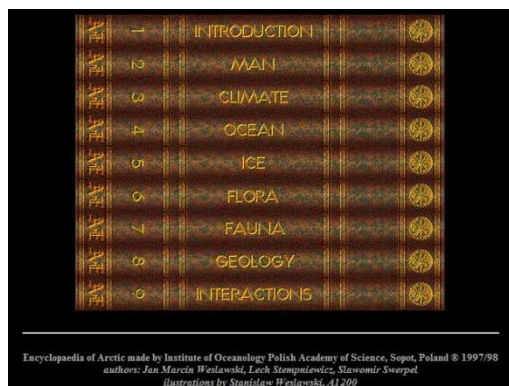 1 INTRODUCTION
2 MAN
3 CLIMATE
4 OCEAN
5 ICE
6 FLORA
7 FAUNA
8 GEOLOGY
9 INTERACTIONS
Encyclopaedia of Arctic made by Institute of Oceanology Polish Academy of Science, Sopot, Poland ® 1997/98
authors: Jan Marcin Weslawski, Lech Stempniewicz, Slawomir Swerpel
ilustrations by Stanislaw Weslawski, A1200